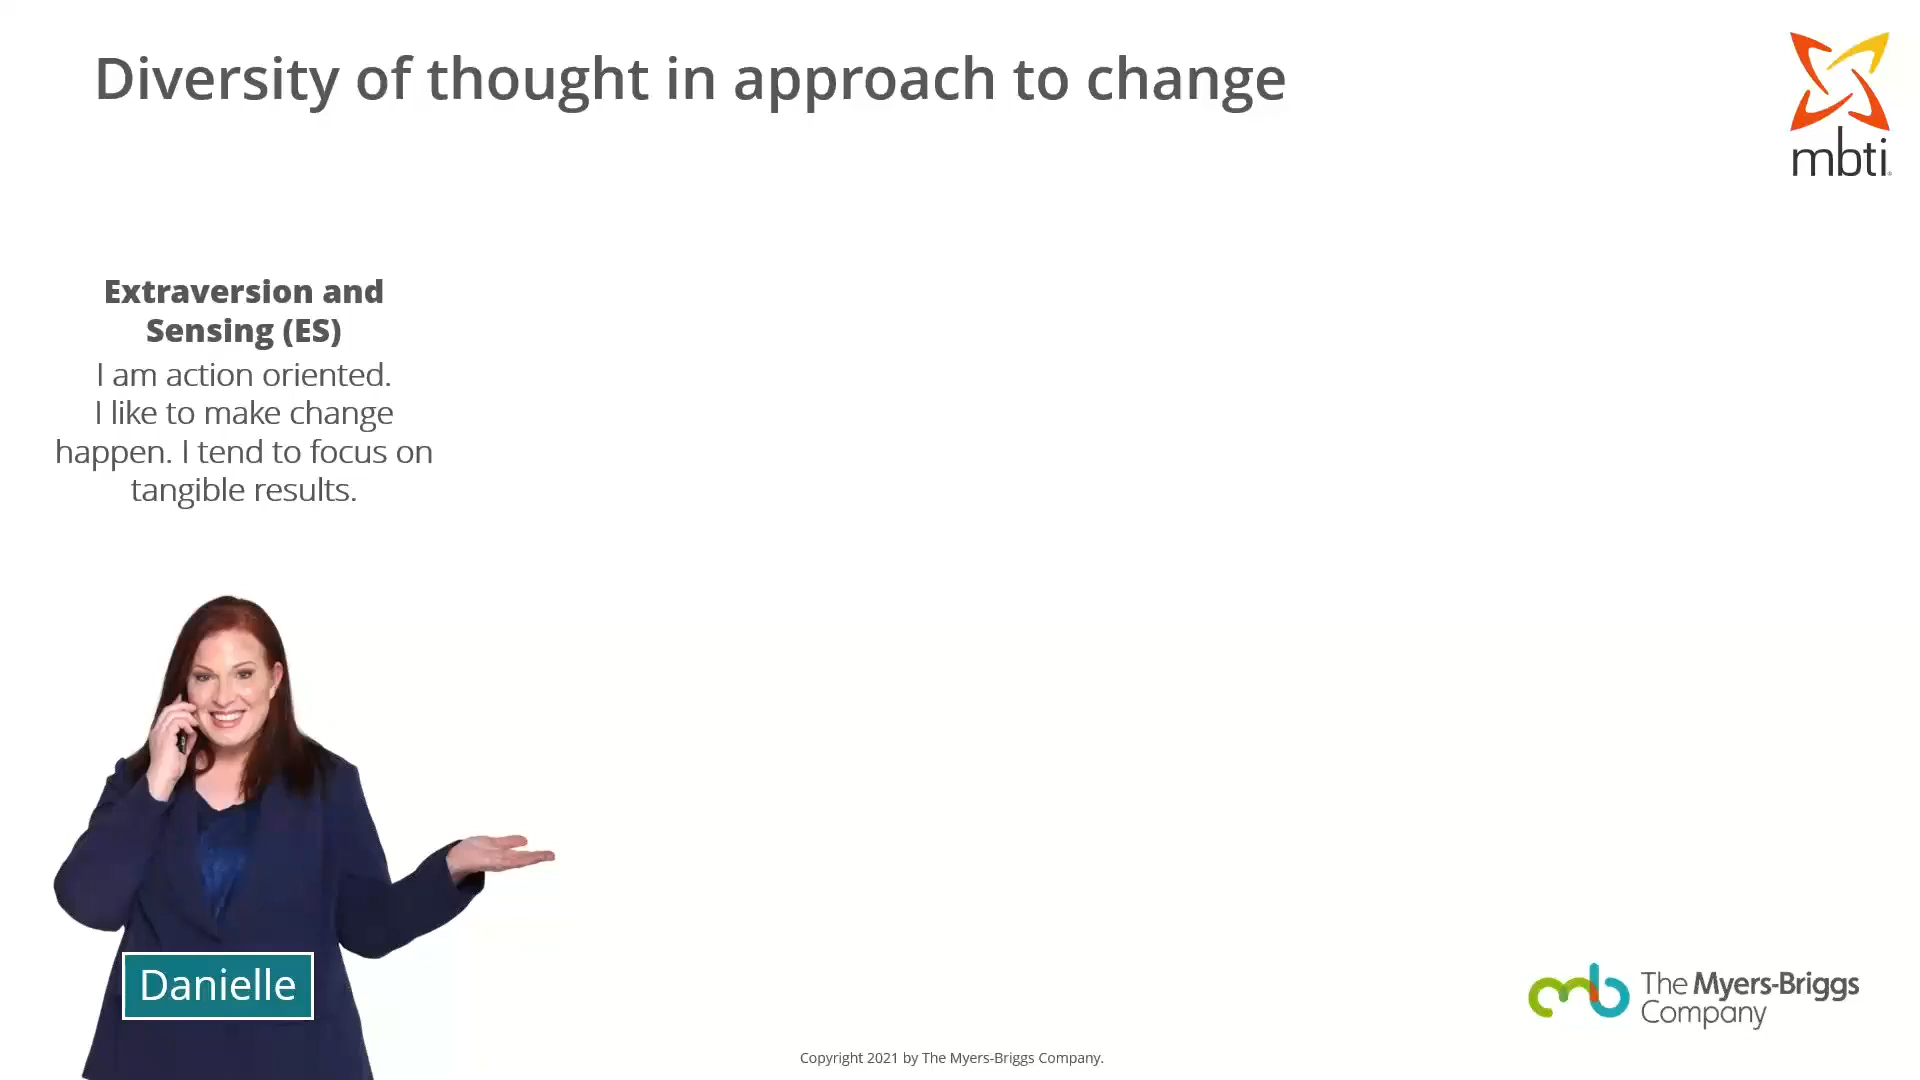 Diversity of thought in approach to change
mbti®
Extraversion and
Sensing (ES)
I am action oriented.
I like to make change
happen. I tend to focus on
tangible results.
Danielle
The Myers-Briggs
Company
Copyright 2021 by The Myers-Briggs Company.